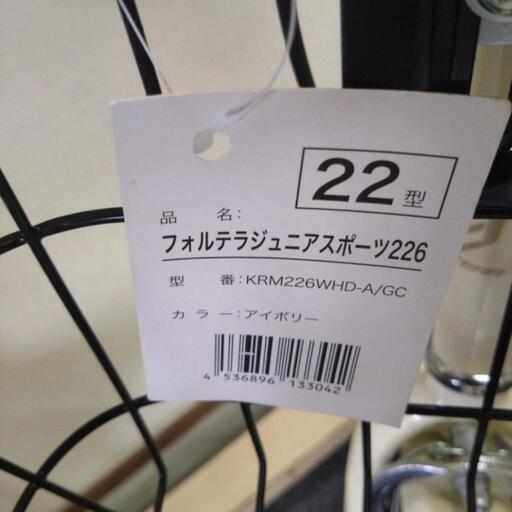 22型
品 名:
フォルテラジュニアスポーツ226
型 番:KRM226WHD-A/GC
カ ラ ー:アイボリー
4 536896 133042